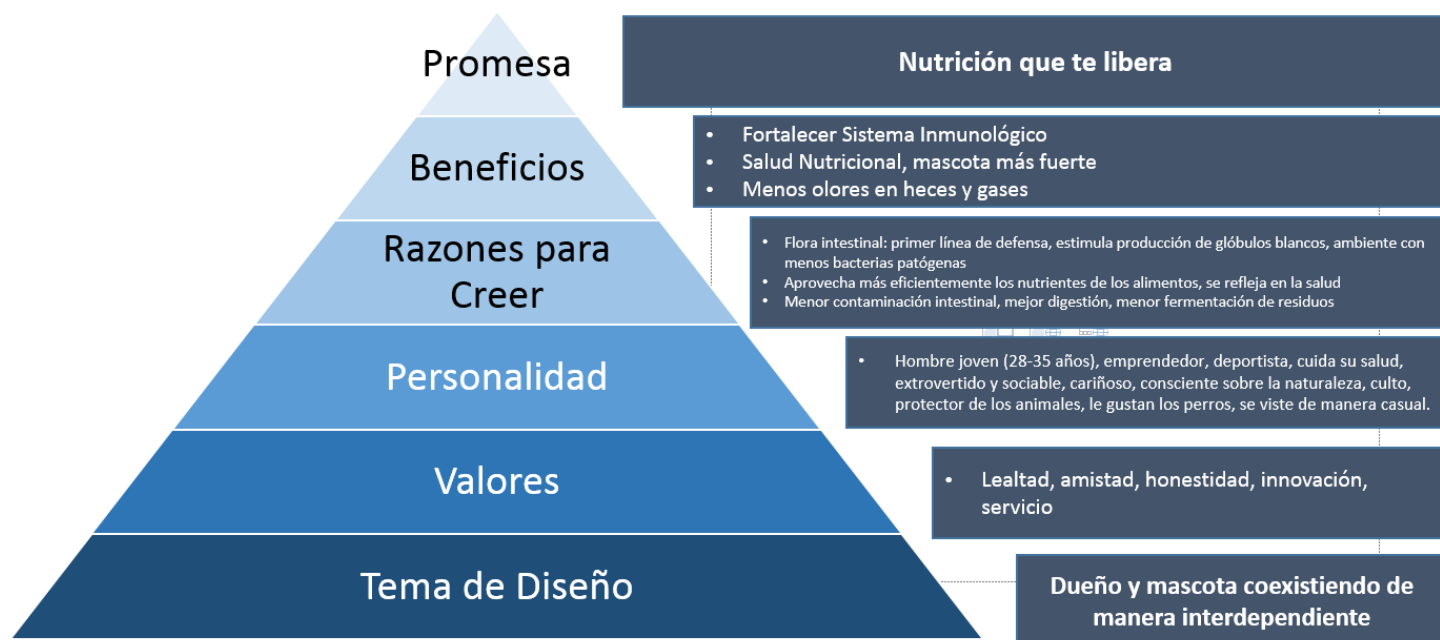 Promesa
Nutrición que te libera
Beneficios
• Fortalecer Sistema Inmunológico
• Salud Nutricional, mascota más fuerte
• Menos olores en heces y gases
Razones para
Creer
• Flora intestinal: primer línea de defensa, estimula producción de glóbulos blancos, ambiente con
menos bacterias patógenas
• Aprovecha más eficientemente los nutrientes de los alimentos, se refleja en la salud
• Menor contaminación intestinal, mejor digestión, menor fermentación de residuos
Personalidad
• Hombre joven (28-35 años), emprendedor, deportista, cuida su salud,
extrovertido y sociable, cariñoso, consciente sobre la naturaleza, culto,
protector de los animales, le gustan los perros, se viste de manera casual.
Valores
• Lealtad, amistad, honestidad, innovación,
servicio
Tema de Diseño
Dueño y mascota coexistiendo de
manera interdependiente